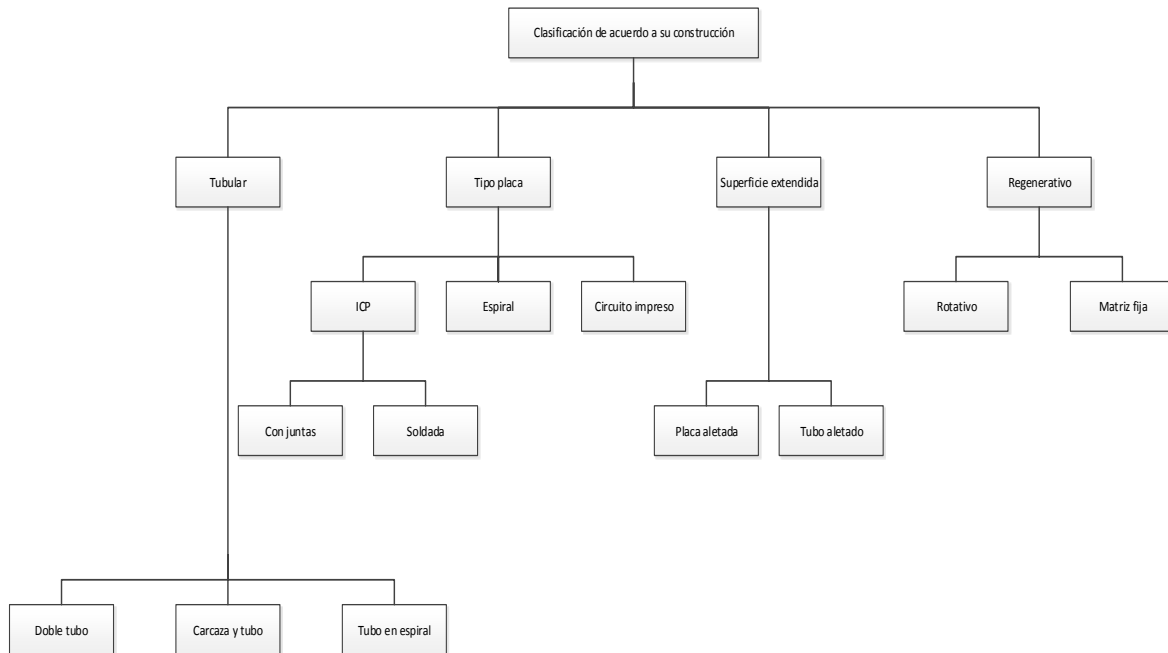 Clasificación de acuerdo a su construcción
Tubular
Tipo placa
Superficie extendida
Regenerativo
ICP
Espiral
Circuito impreso
Rotativo
Matriz fija
Con juntas
Soldada
Placa aletada
Tubo aletado
Doble tubo
Carcaza y tubo
Tubo en espiral